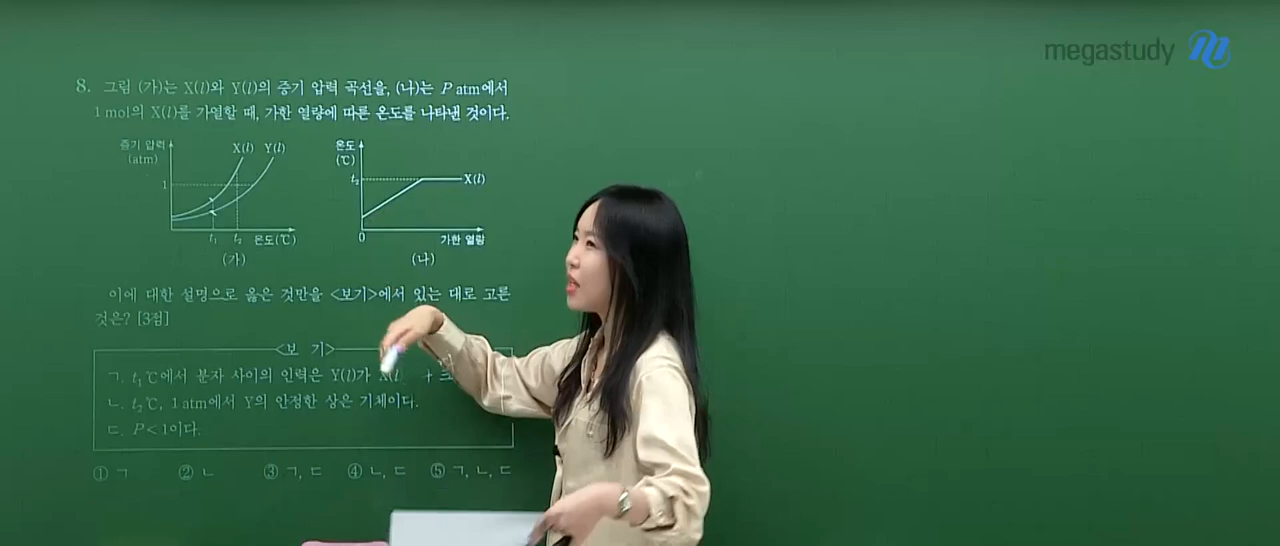 megastudy
8. 그림 (가)는 X(l)와 Y(l)의 증기 압력 곡선을, (나)는 P atm에서
1 mol의 X(l)를 가열할 때, 가한 열량에 따른 온도를 나타낸 것이다.
증기 압력
(atm)
X(l) Y(l)
1
t₁ t₂ 온도(℃)
(가)
온도
(℃)
t₂
X(l)
0 가한 열량
(나)
이에 대한 설명으로 옳은 것만을 <보기>에서 있는 대로 고른
것은? [3점]
<보 기>
ㄱ. t₁℃에서 분자 사이의 인력은 Y(l)가 X(l)
ㄴ. t₂℃, 1 atm에서 Y의 안정한 상은 기체이다.
ㄷ. P<1이다.
① ㄱ ② ㄴ ③ ㄱ, ㄷ ④ ㄴ, ㄷ ⑤ ㄱ, ㄴ, ㄷ